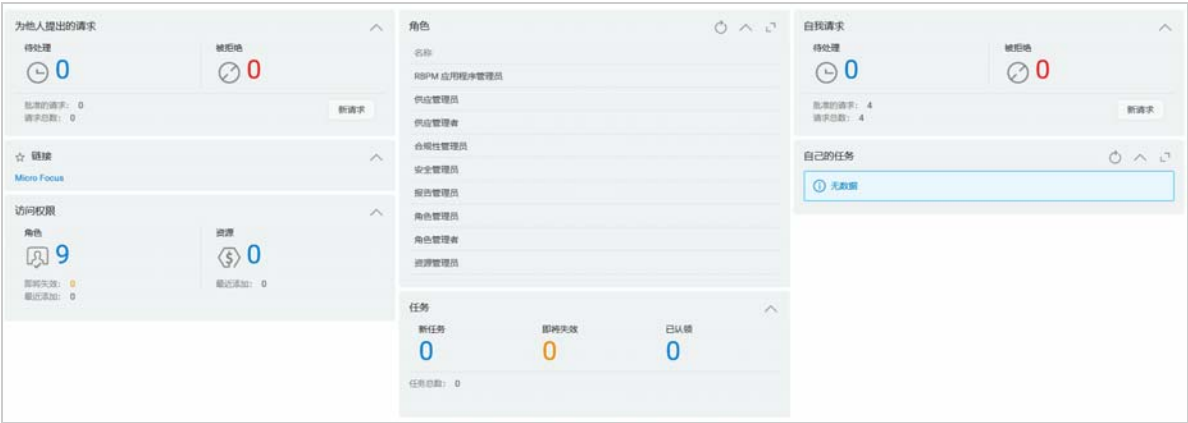 为他人提出的请求
待处理
被拒绝
0
0
批准的请求: 0
请求总数: 0
新请求
链接
Micro Focus
访问权限
角色
资源
9
0
即将失效: 0
最近添加: 0
最近添加: 0
角色
名称
RBPM 应用程序管理员
供应管理员
供应管理者
合规性管理员
安全管理员
报告管理员
角色管理员
角色管理者
资源管理员
任务
新任务
即将失效
已认领
0
0
0
任务总数: 0
自我请求
待处理
被拒绝
0
0
批准的请求: 4
请求总数: 4
新请求
自己的任务
无数据